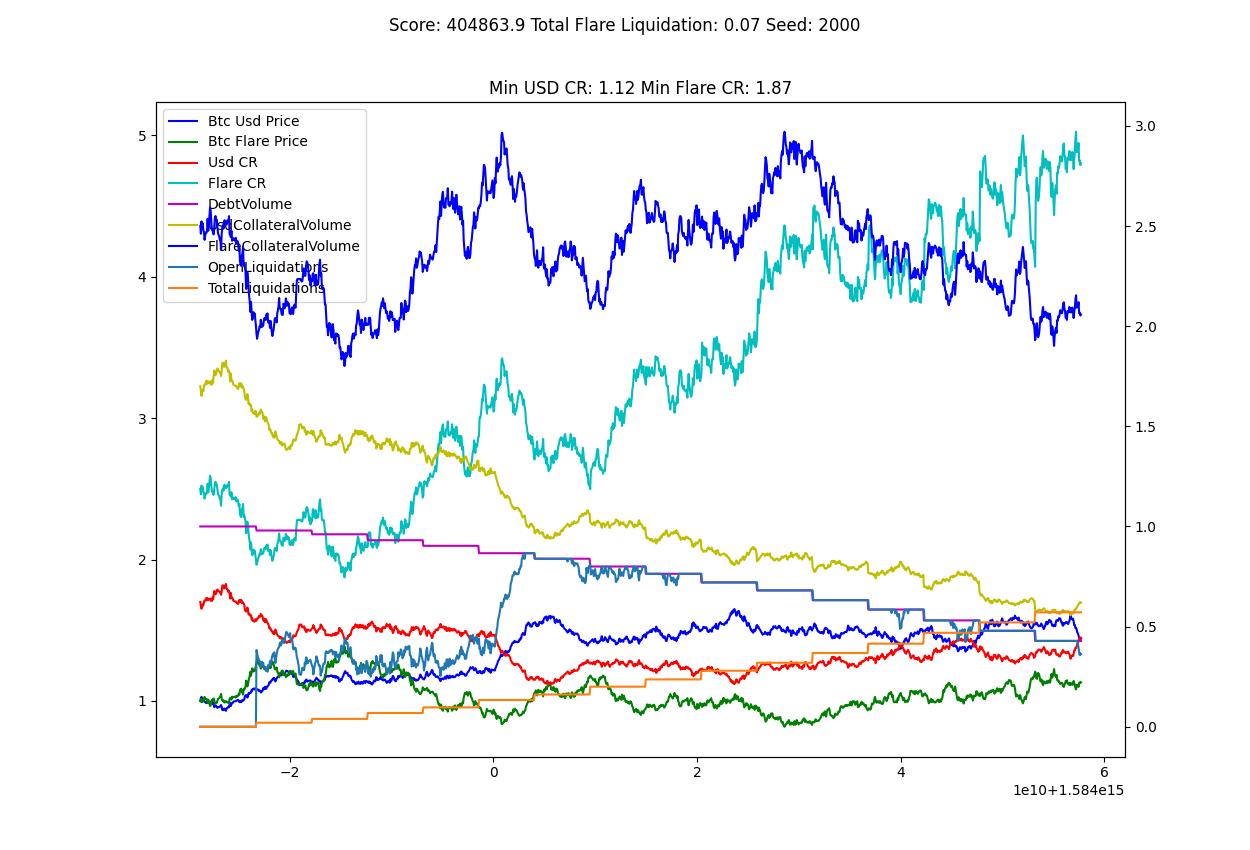 Score: 404863.9 Total Flare Liquidation: 0.07 Seed: 2000
Min USD CR: 1.12 Min Flare CR: 1.87
Btc Usd Price
Btc Flare Price
Usd CR
Flare CR
DebtVolume
UsdCollateralVolume
FlareCollateralVolume
OpenLiquidations
TotalLiquidations
5
4
3
2
1
3.0
2.5
2.0
1.5
1.0
0.5
0.0
−2
0
2
4
6
1e10+1.584e15